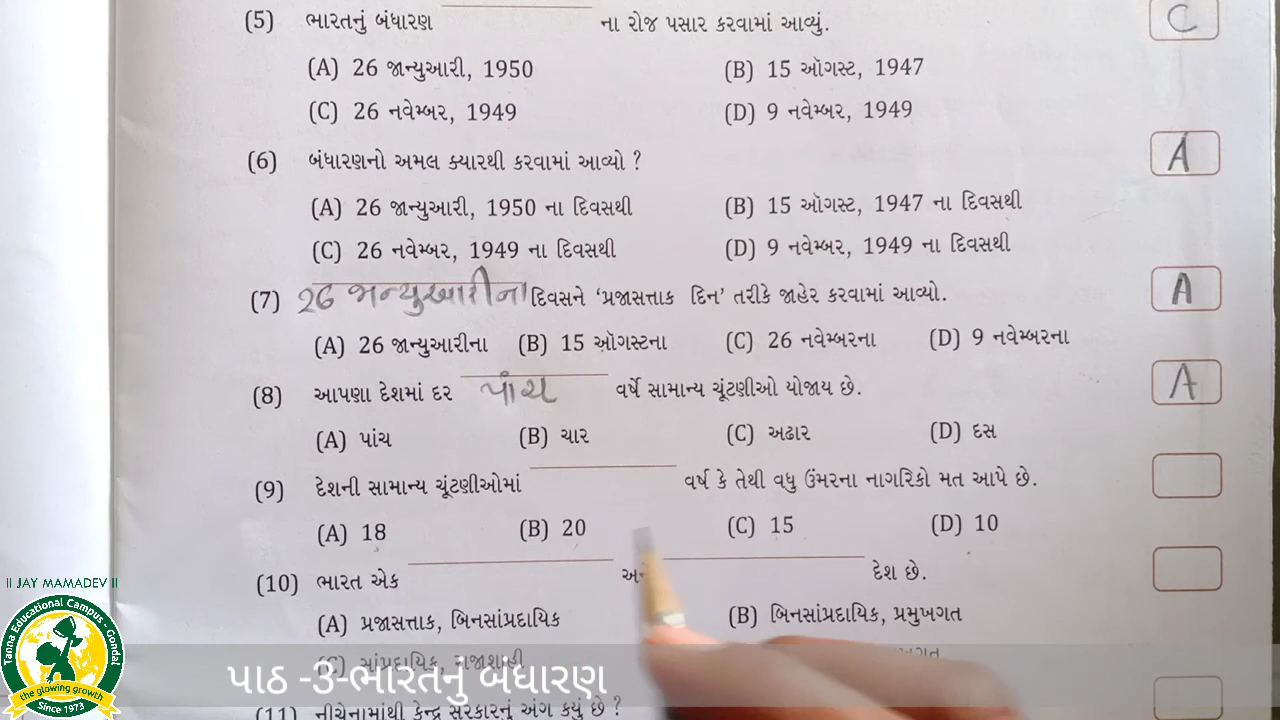 (5) ભારતનું બંધારણ ના રોજ પસાર કરવામાં આવ્યું. C
(A) 26 જાન્યુઆરી, 1950 (B) 15 ઑગસ્ટ, 1947
(C) 26 નવેમ્બર, 1949 (D) 9 નવેમ્બર, 1949
(6) બંધારણનો અમલ ક્યારથી કરવામાં આવ્યો ? A
(A) 26 જાન્યુઆરી, 1950 ના દિવસથી (B) 15 ઑગસ્ટ, 1947 ના દિવસથી
(C) 26 નવેમ્બર, 1949 ના દિવસથી (D) 9 નવેમ્બર, 1949 ના દિવસથી
(7) 26 જાન્યુઆરીના દિવસને ‘પ્રજાસત્તાક દિન’ તરીકે જાહેર કરવામાં આવ્યો. A
(A) 26 જાન્યુઆરીના (B) 15 ઑગસ્ટના (C) 26 નવેમ્બરના (D) 9 નવેમ્બરના
(8) આપણા દેશમાં દર પાંચ વર્ષે સામાન્ય ચૂંટણીઓ યોજાય છે. A
(A) પાંચ (B) ચાર (C) અઢાર (D) દસ
(9) દેશની સામાન્ય ચૂંટણીઓમાં વર્ષ કે તેથી વધુ ઉંમરના નાગરિકો મત આપે છે.
(A) 18 (B) 20 (C) 15 (D) 10
(10) ભારત એક દેશ છે.
(A) પ્રજાસત્તાક, બિનસાંપ્રદાયિક (B) બિનસાંપ્રદાયિક, પ્રમુખગત
(C) સાંપ્રદાયિક, રાજાશાહી
(11) નીચેનામાંથી કેન્દ્ર સરકારનું અંગ કયું છે ?
પાઠ -3-ભારતનું બંધારણ
|| JAY MAMADEV ||
Tanna Educational Campus - Gondal
the glowing growth
Since 1973